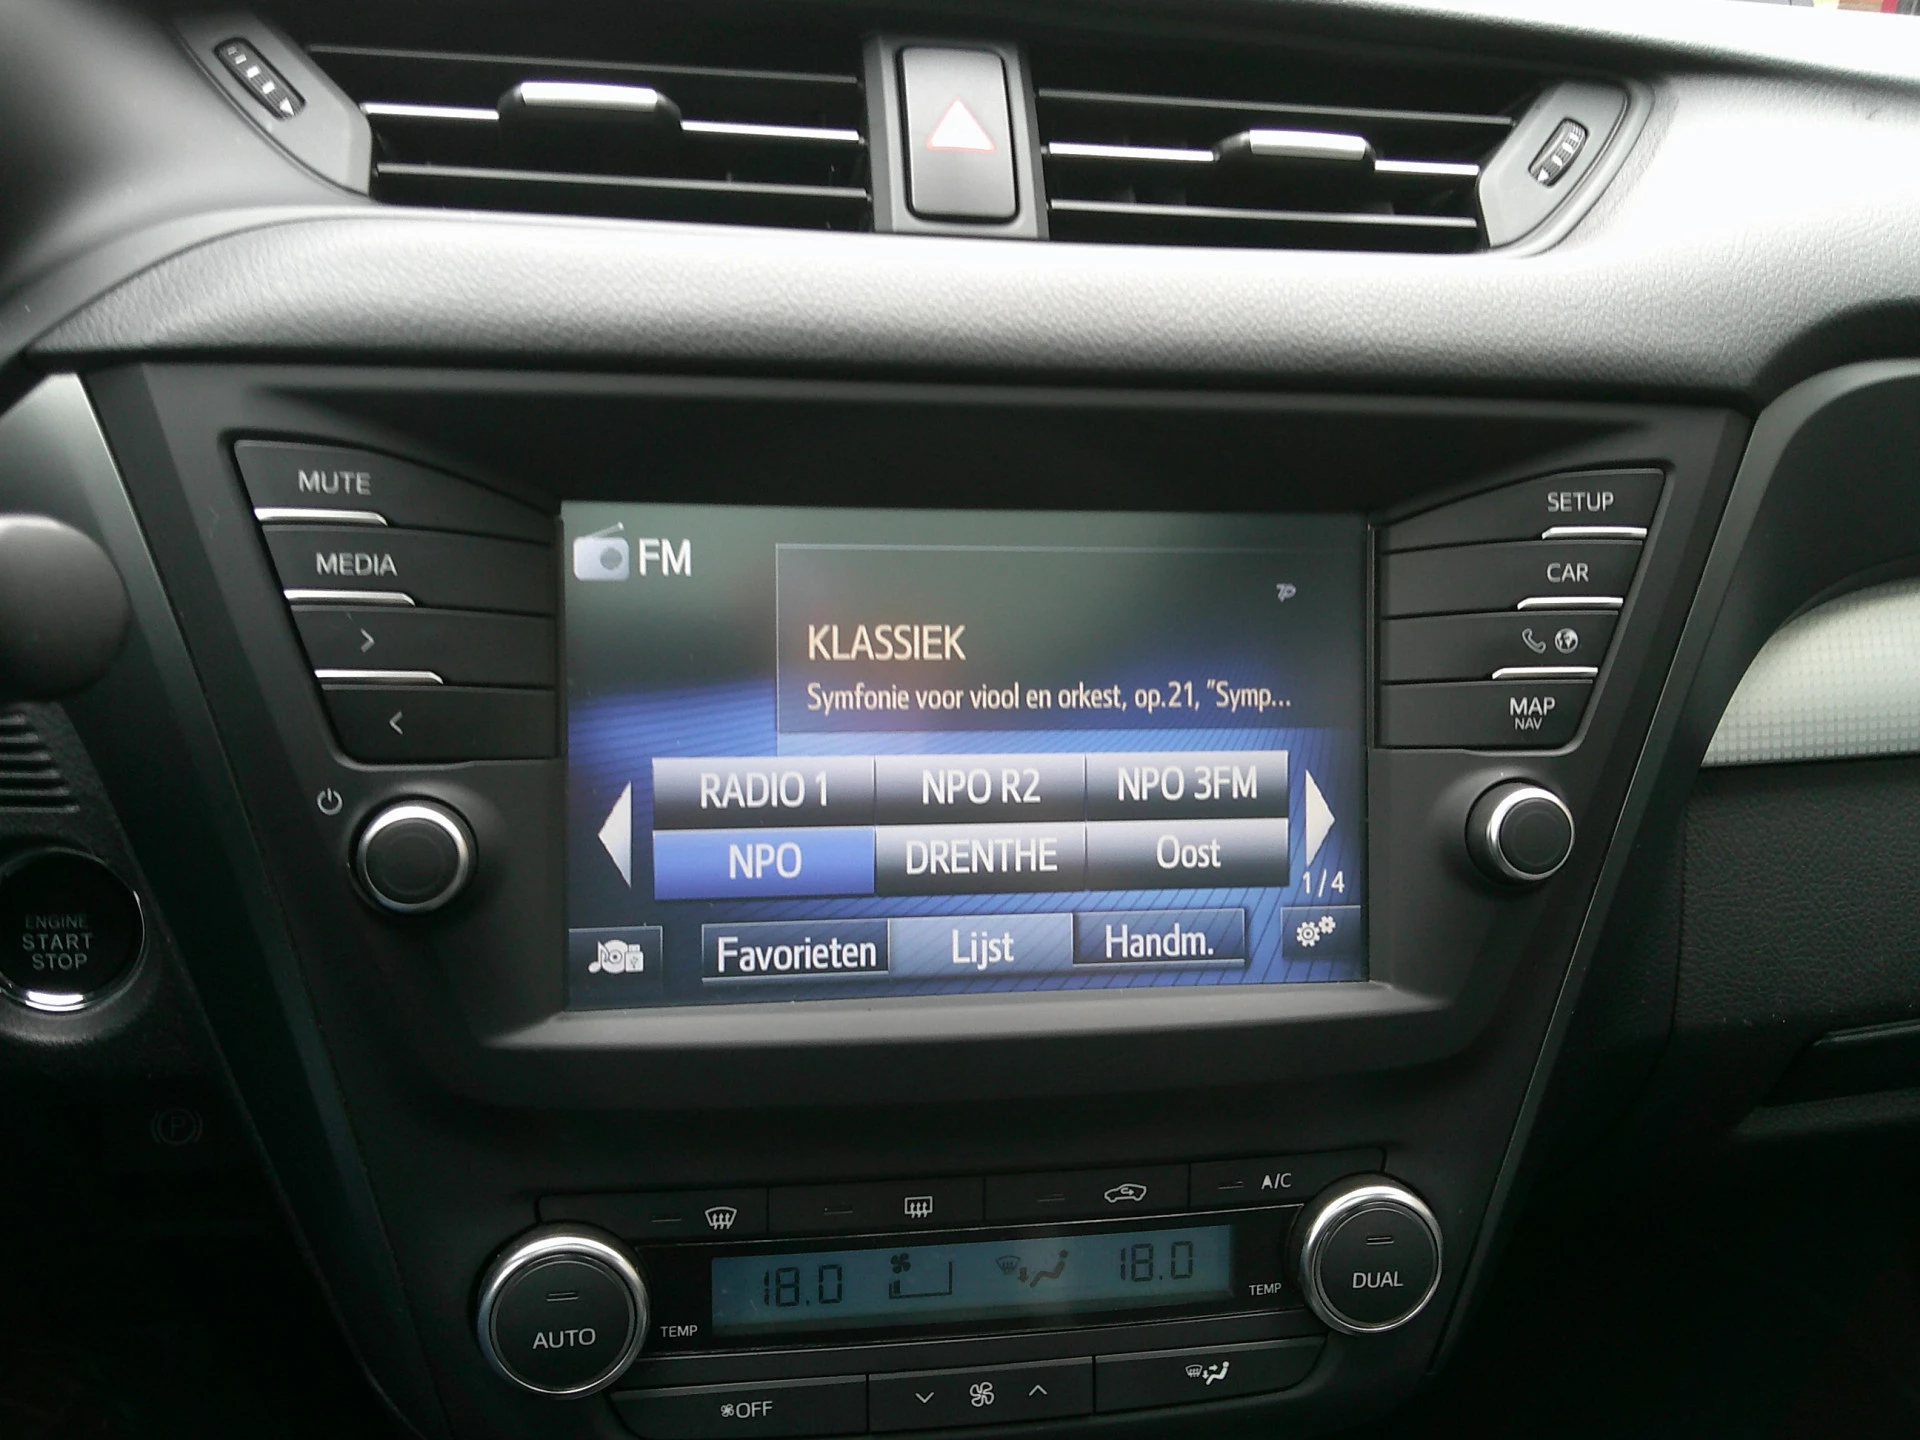 MUTE
MEDIA
>
<
SETUP
CAR
MAP
NAV
FM
TP
KLASSIEK
Symfonie voor viool en orkest, op.21, "Symp...
RADIO 1 NPO R2 NPO 3FM
NPO DRENTHE Oost
1/4
Favorieten Lijst Handm.
ENGINE
START
STOP
P
A/C
18.0 18.0
TEMP TEMP
AUTO DUAL
OFF